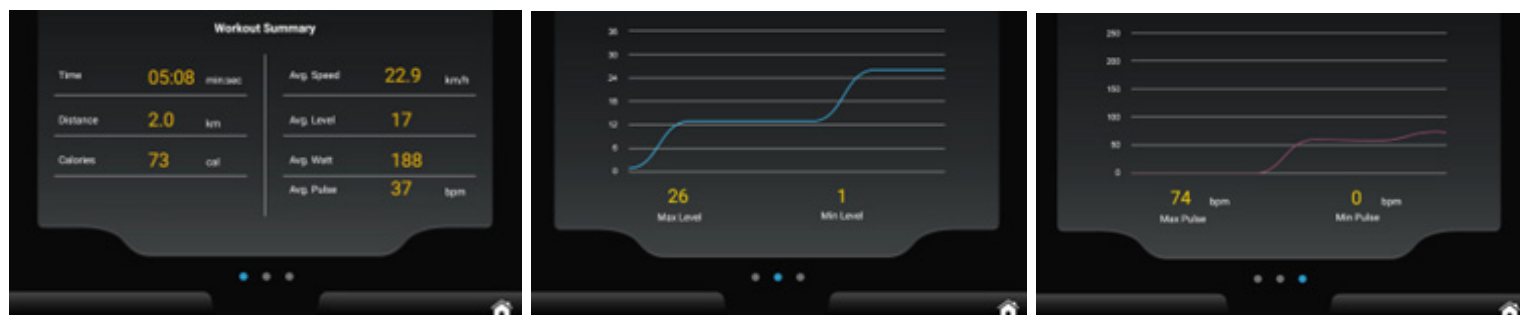 Workout Summary
Time 05:08 min:sec
Distance 2.0 km
Calories 73 cal
Avg. Speed 22.9 km/h
Avg. Level 17
Avg. Watt 188
Avg. Pulse 37 bpm
36
30
24
18
12
6
0
26 1
Max Level Min Level
250
200
150
100
50
0
74 bpm 0 bpm
Max Pulse Min Pulse